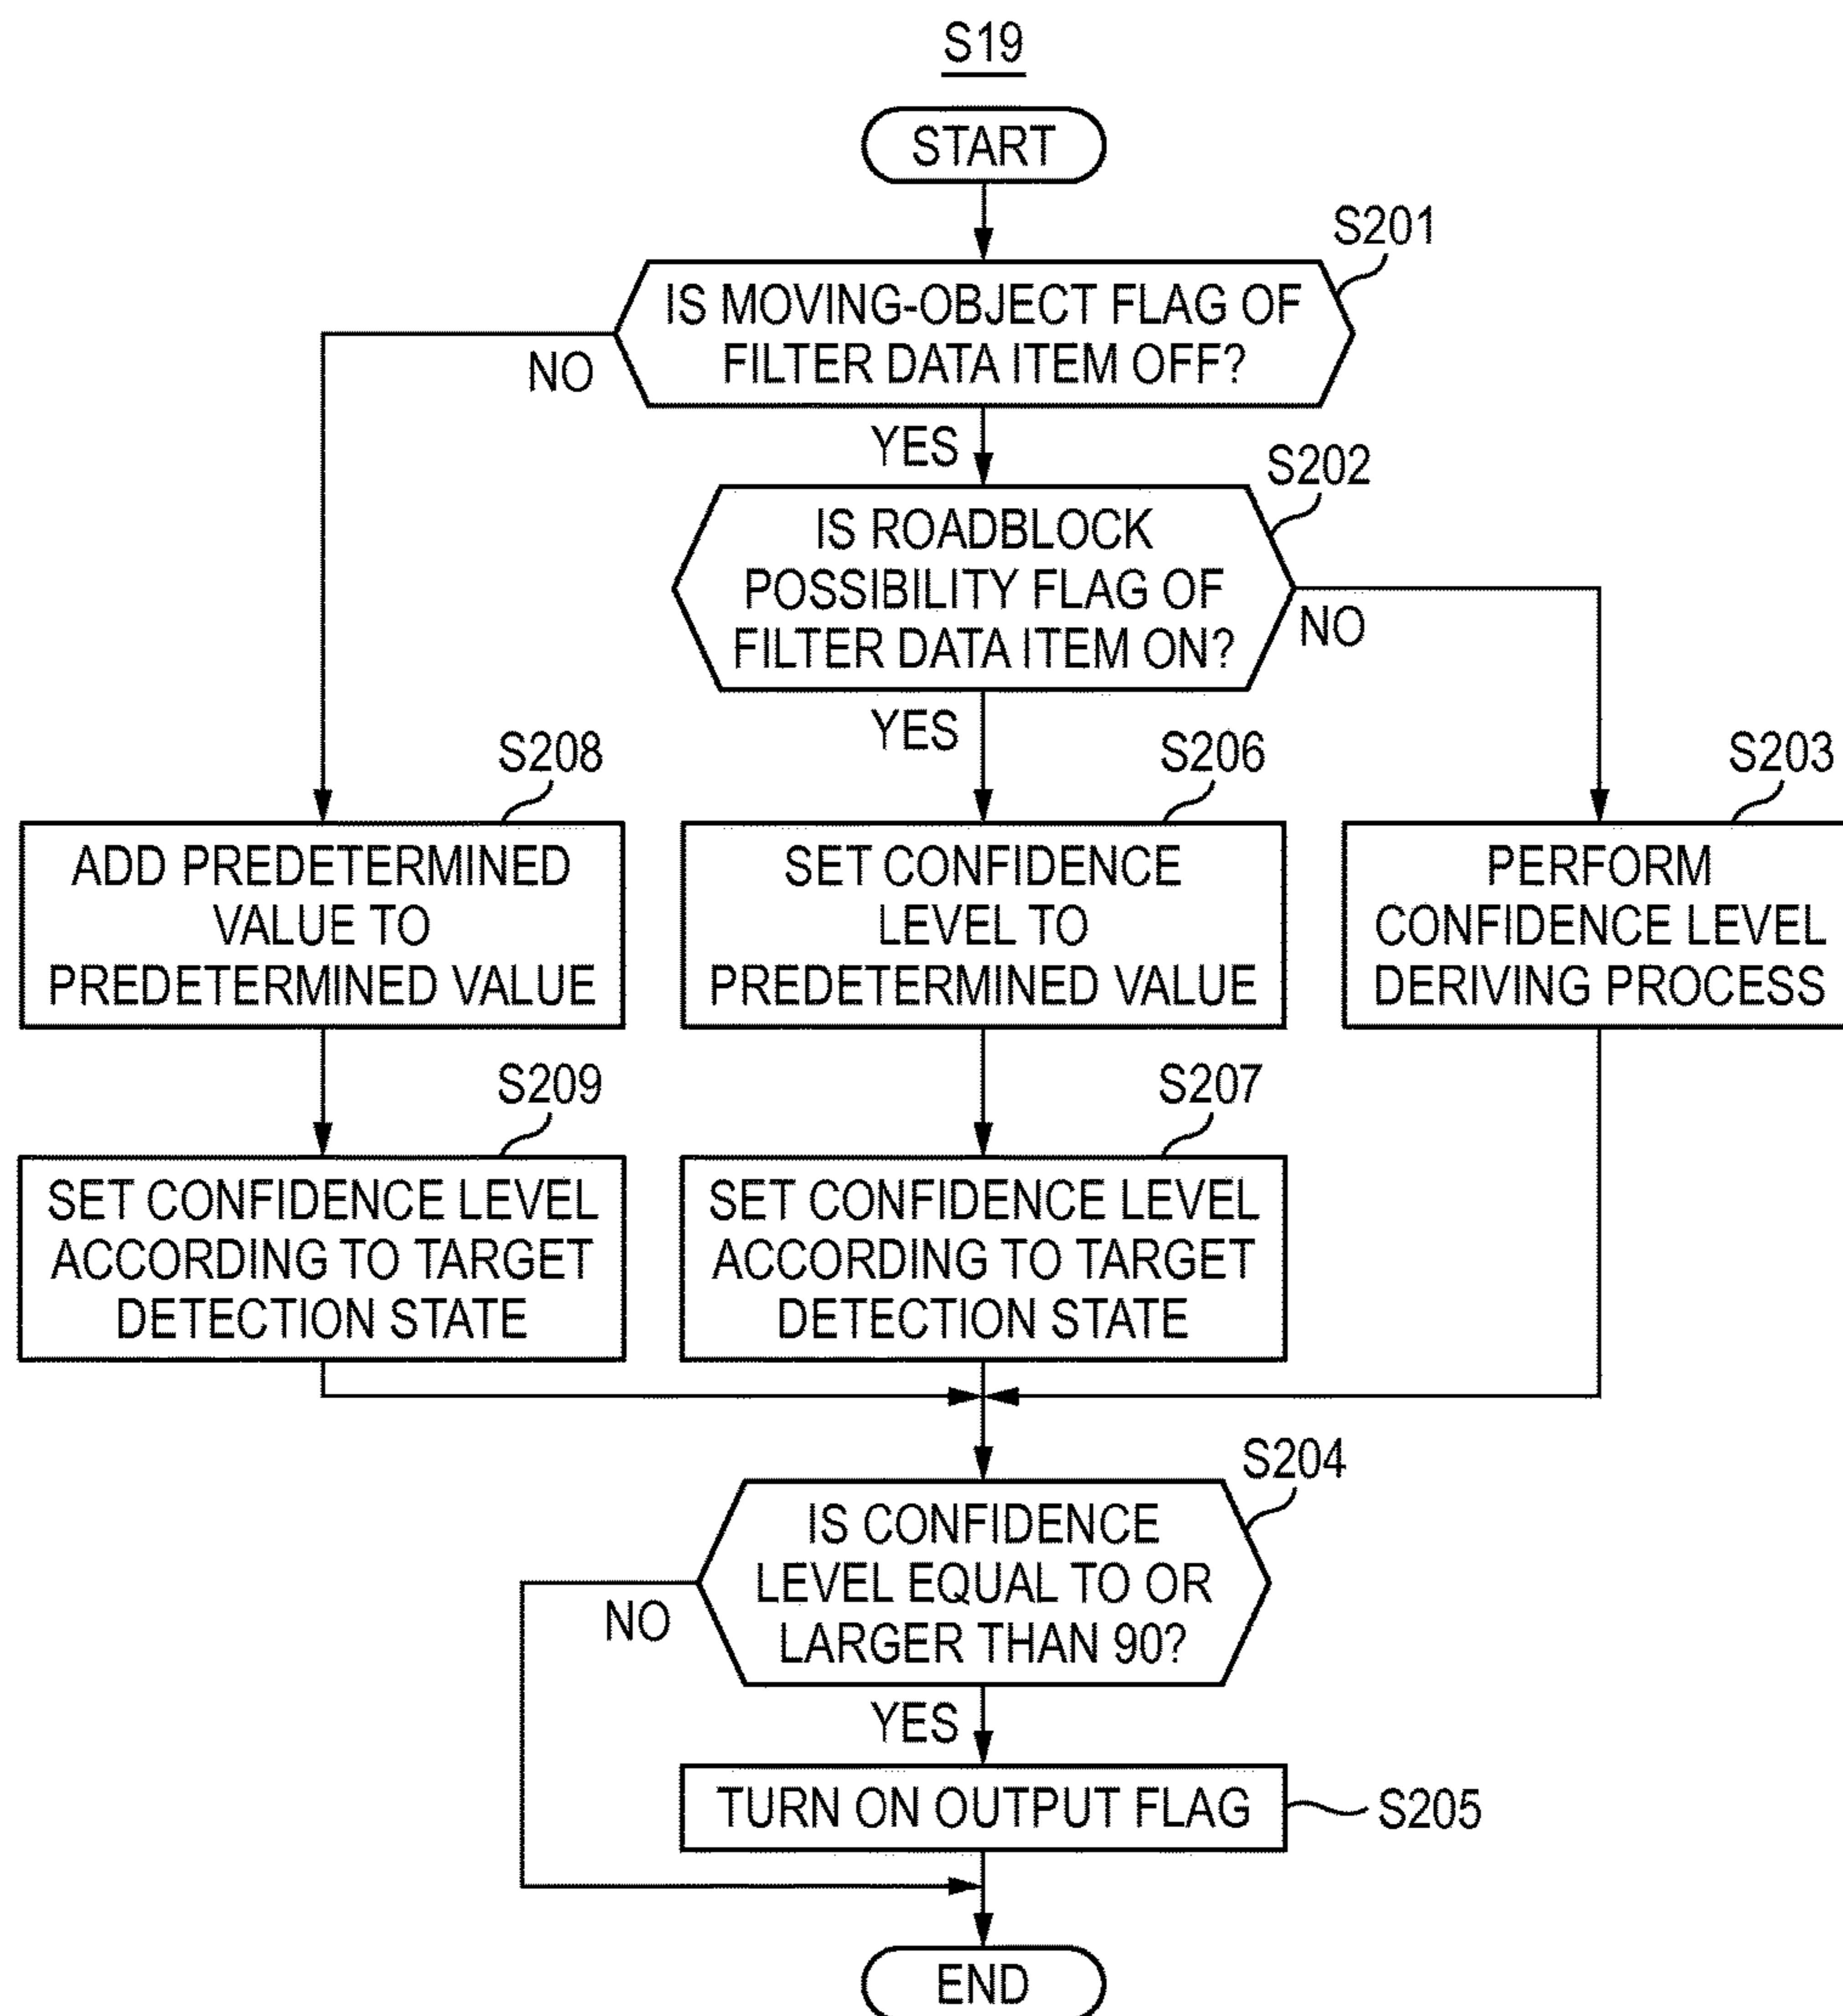 S19
START
S201
IS MOVING-OBJECT FLAG OF
FILTER DATA ITEM OFF?
NO
YES
S202
IS ROADBLOCK
POSSIBILITY FLAG OF
FILTER DATA ITEM ON?
NO
YES
S208
ADD PREDETERMINED
VALUE TO
PREDETERMINED VALUE
S206
SET CONFIDENCE
LEVEL TO
PREDETERMINED VALUE
S203
PERFORM
CONFIDENCE LEVEL
DERIVING PROCESS
S209
SET CONFIDENCE LEVEL
ACCORDING TO TARGET
DETECTION STATE
S207
SET CONFIDENCE LEVEL
ACCORDING TO TARGET
DETECTION STATE
S204
IS CONFIDENCE
LEVEL EQUAL TO OR
LARGER THAN 90?
NO
YES
TURN ON OUTPUT FLAG
S205
END